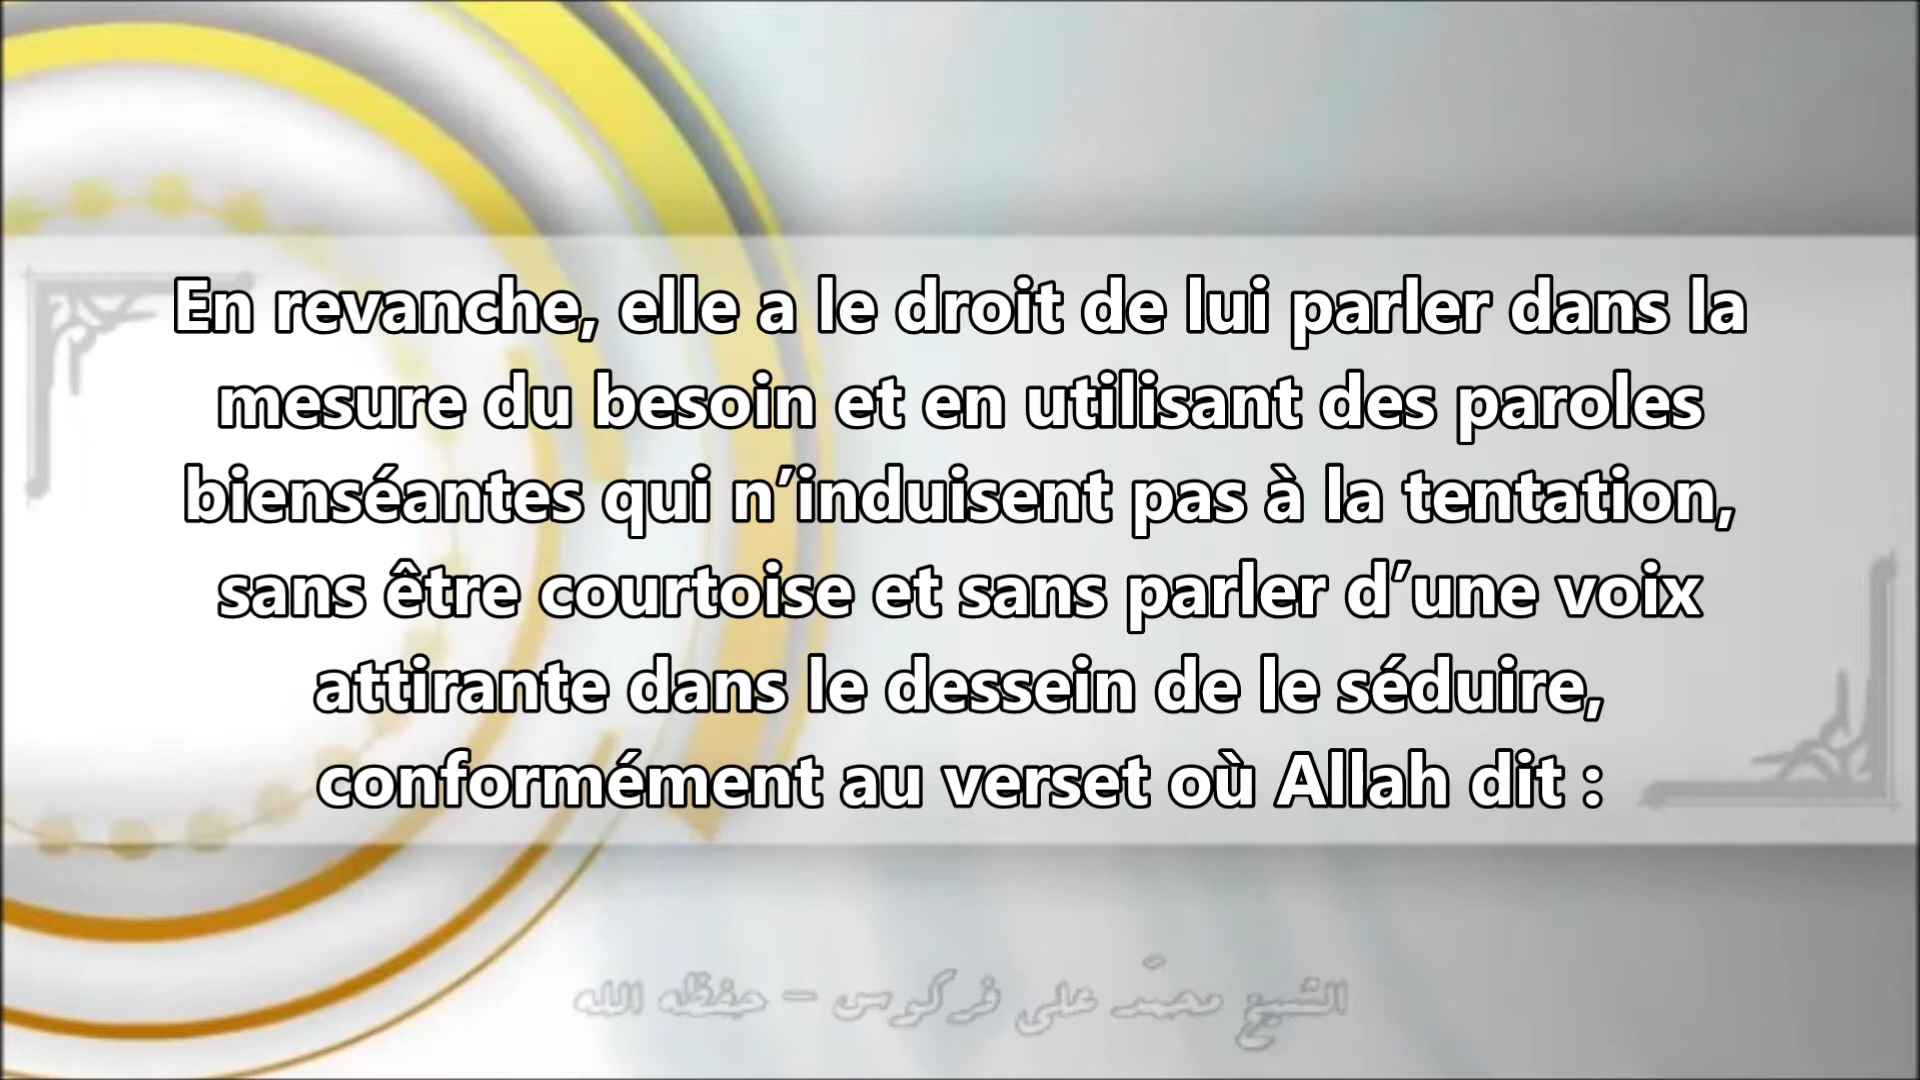 En revanche, elle a le droit de lui parler dans la
mesure du besoin et en utilisant des paroles
bienséantes qui n’induisent pas à la tentation,
sans être courtoise et sans parler d’une voix
attirante dans le dessein de le séduire,
conformément au verset où Allah dit :
الشيخ محمّد علي فركوس – حفظه الله